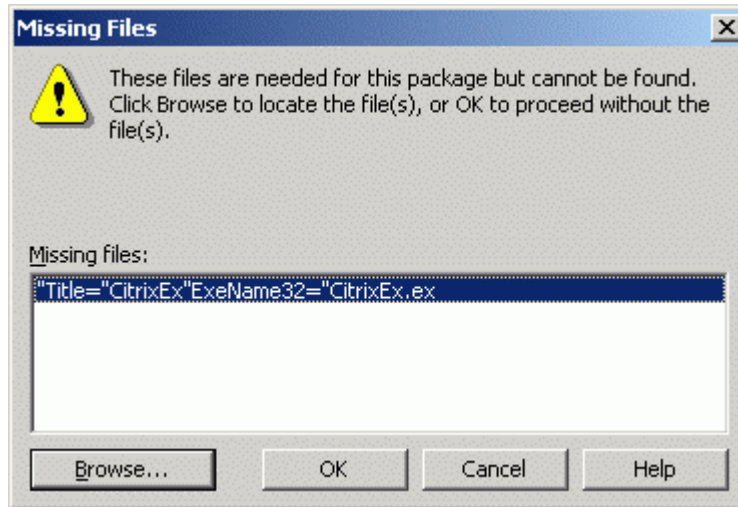 Missing Files
These files are needed for this package but cannot be found.
Click Browse to locate the file(s), or OK to proceed without the
file(s).
Missing files:
"Title="CitrixEx"ExeName32="CitrixEx.ex
Browse...
OK
Cancel
Help